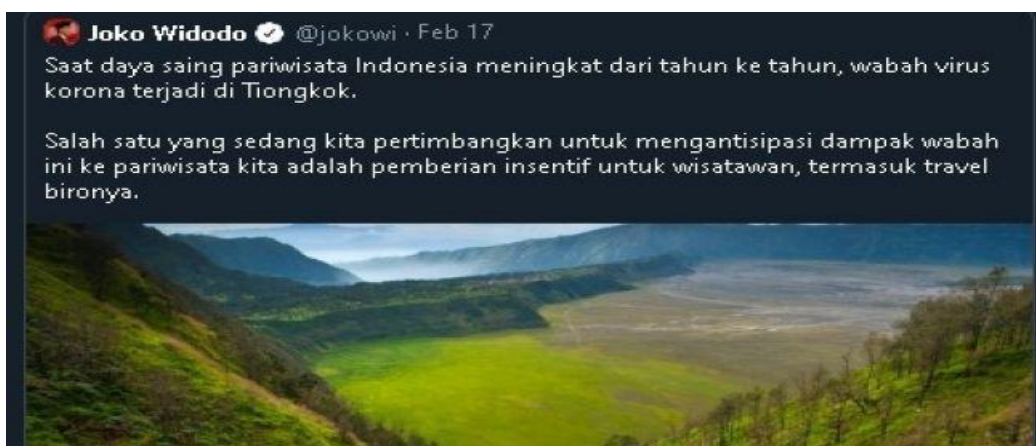 Joko Widodo @jokowi · Feb 17
Saat daya saing pariwisata Indonesia meningkat dari tahun ke tahun, wabah virus
korona terjadi di Tiongkok.
Salah satu yang sedang kita pertimbangkan untuk mengantisipasi dampak wabah
ini ke pariwisata kita adalah pemberian insentif untuk wisatawan, termasuk travel
bironya.